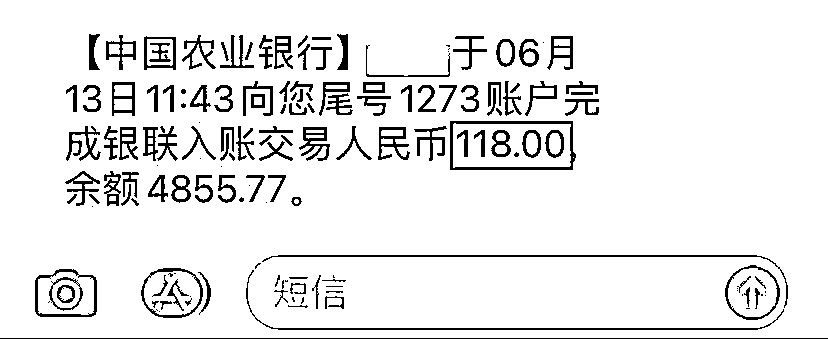 【中国农业银行】 于06月
13日11:43向您尾号1273账户完
成银联入账交易人民币118.00,
余额4855.77。
短信